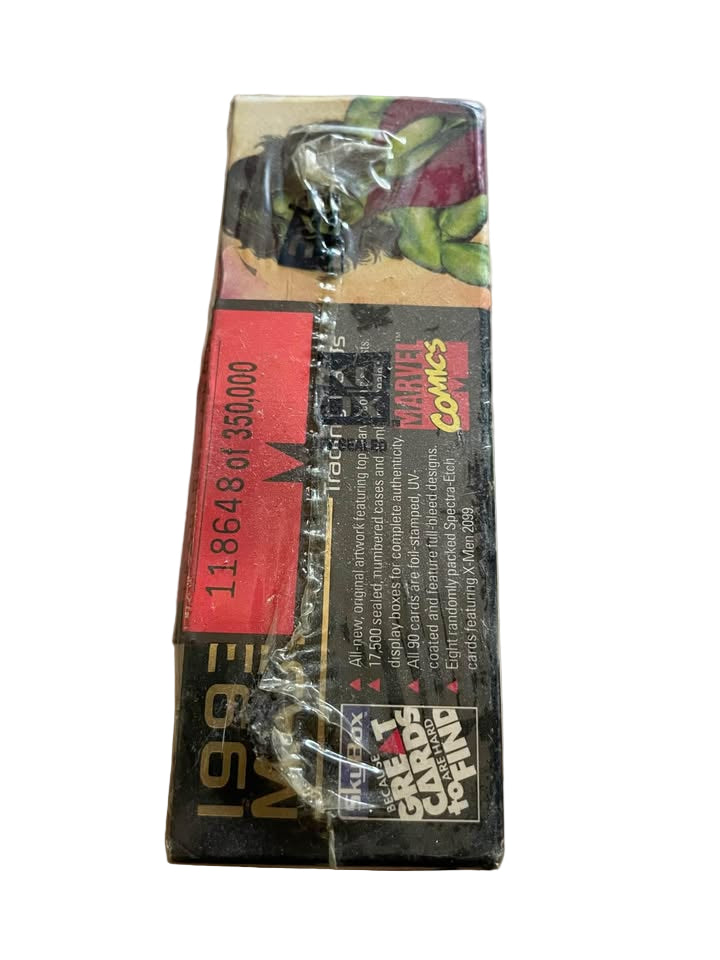 1993
118648 of 350,000
Trading
MARVEL™
COMICS
SEALED
All-new, original artwork featuring top
17,500 sealed, numbered cases and
display boxes for complete authenticity.
All 90 cards are foil-stamped, UV-
coated and feature full-bleed designs.
Eight randomly packed Spectra-Etch
cards featuring X-Men 2099.
SkyBox
BECAUSE
GREAT
CARDS
ARE HARD
to FIND